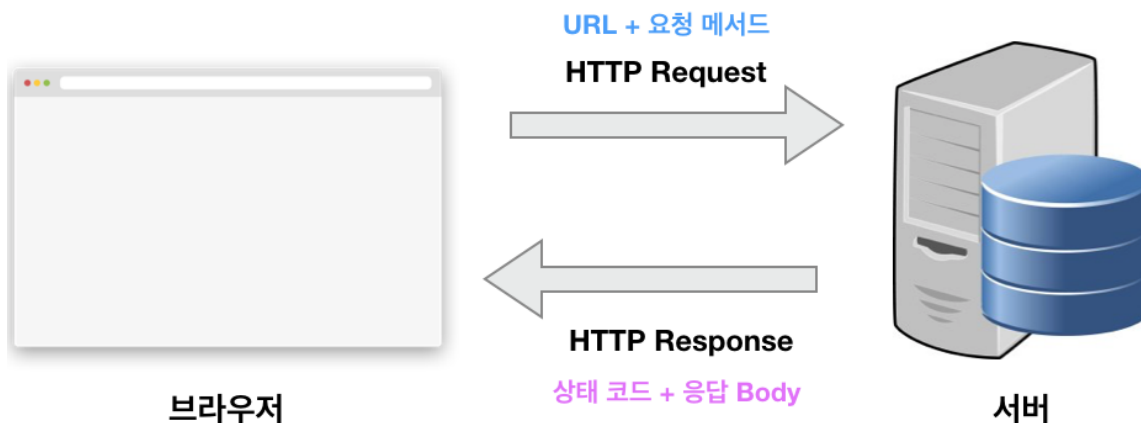 URL + 요청 메서드
HTTP Request
HTTP Response
상태 코드 + 응답 Body
브라우저
서버